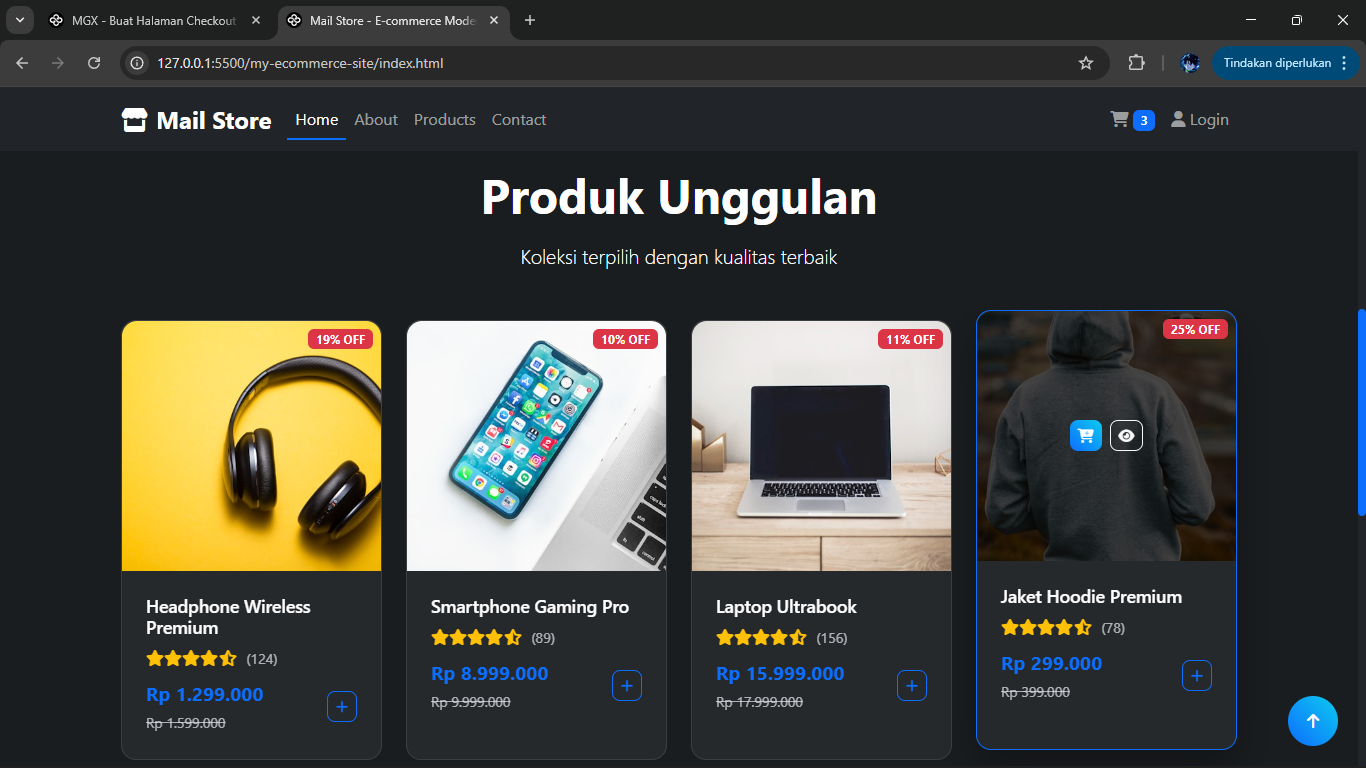 MGX - Buat Halaman Checkout
Mail Store - E-commerce Mode
127.0.0.1:5500/my-ecommerce-site/index.html
Tindakan diperlukan
Mail Store
Home
About
Products
Contact
3
Login
Produk Unggulan
Koleksi terpilih dengan kualitas terbaik
19% OFF
10% OFF
11% OFF
25% OFF
Headphone Wireless
Premium
(124)
Rp 1.299.000
Rp 1.599.000
+
Smartphone Gaming Pro
(89)
Rp 8.999.000
Rp 9.999.000
+
Laptop Ultrabook
(156)
Rp 15.999.000
Rp 17.999.000
+
Jaket Hoodie Premium
(78)
Rp 299.000
Rp 399.000
+